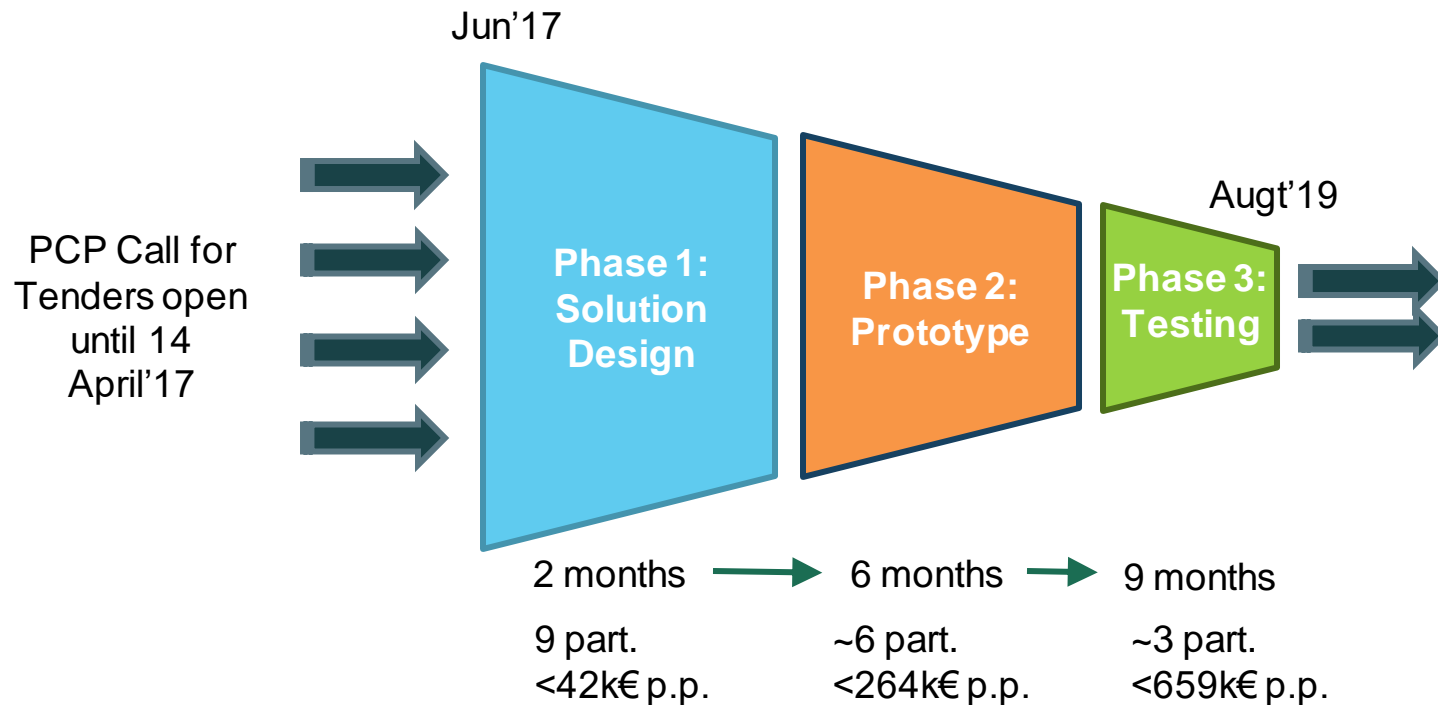 Jun'17
PCP Call for
Tenders open
until 14
April'17
Phase 1:
Solution
Design
Phase 2:
Prototype
Augt'19
Phase 3:
Testing
2 months
6 months
9 months
9 part.
~6 part.
~3 part.
<42k€ p.p.
<264k€ p.p.
<659k€ p.p.